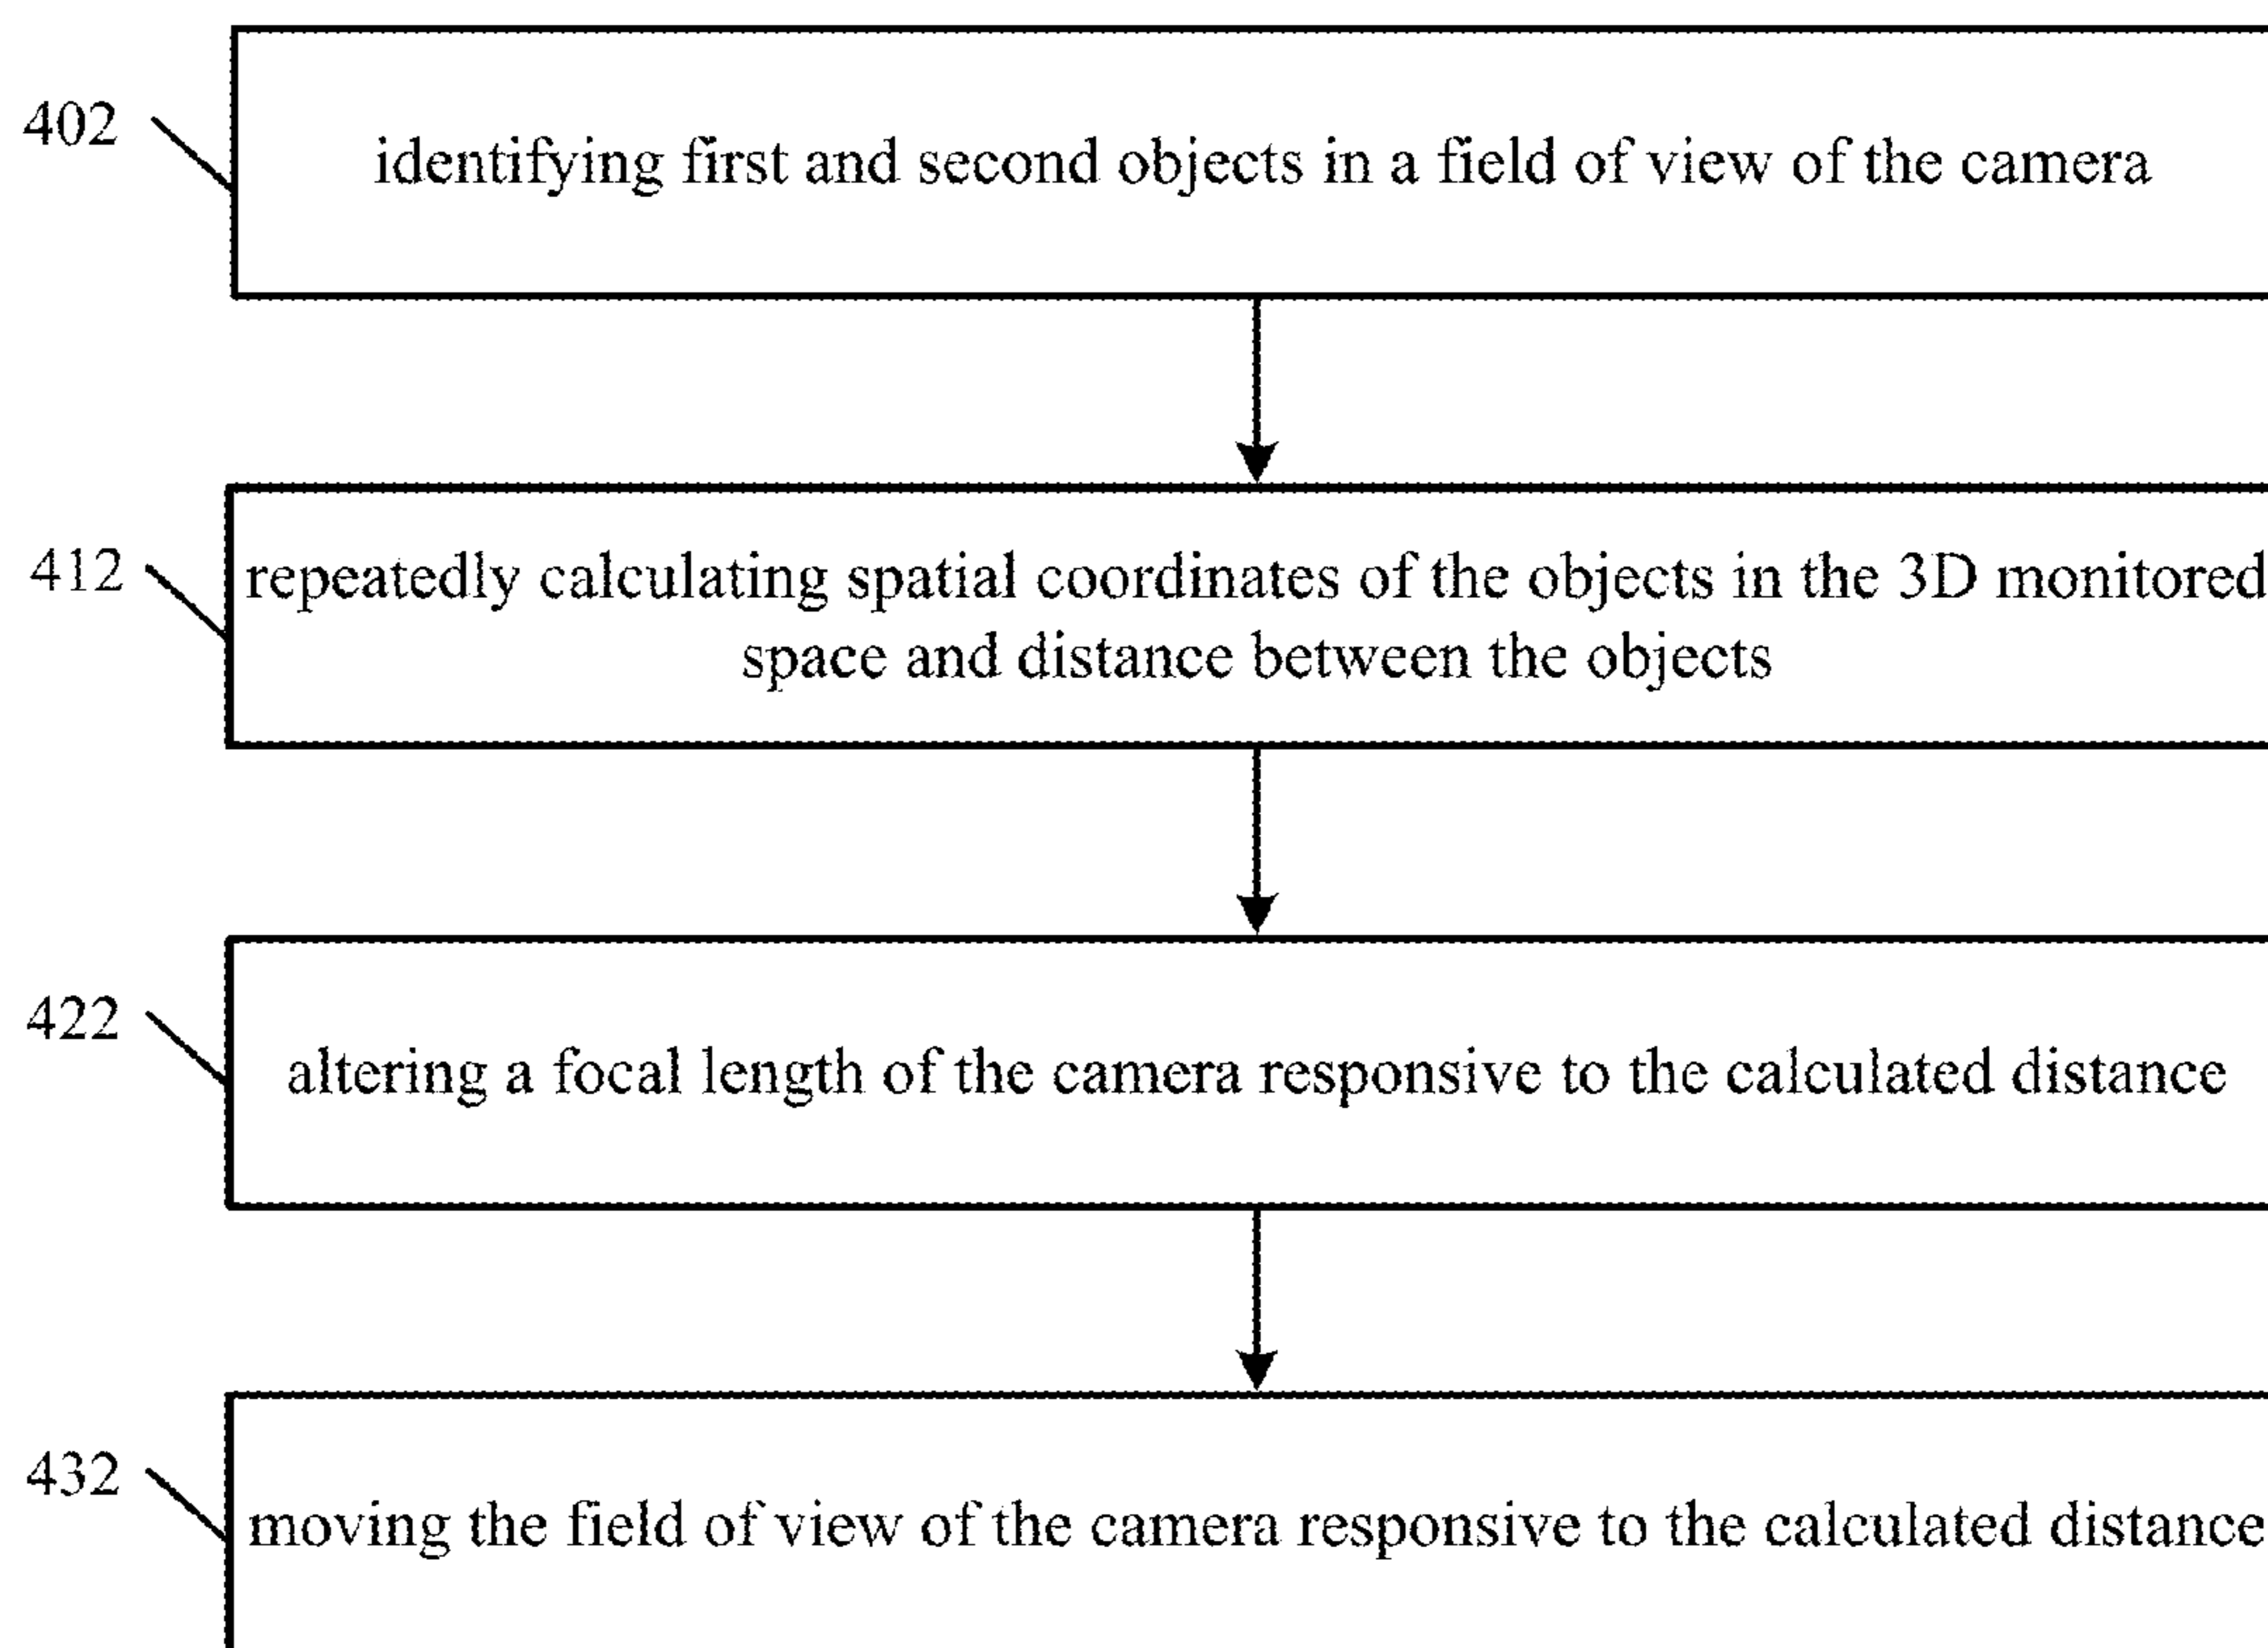 402
identifying first and second objects in a field of view of the camera
412
repeatedly calculating spatial coordinates of the objects in the 3D monitored
space and distance between the objects
422
altering a focal length of the camera responsive to the calculated distance
432
moving the field of view of the camera responsive to the calculated distance